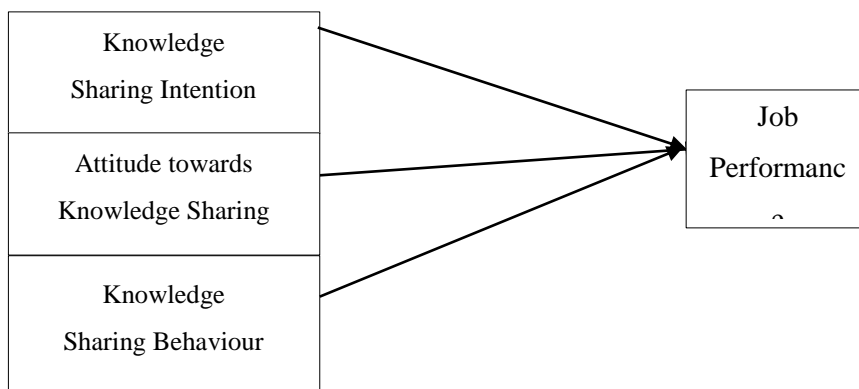 Knowledge
Sharing Intention
Attitude towards
Knowledge Sharing
Knowledge
Sharing Behaviour
Job
Performanc